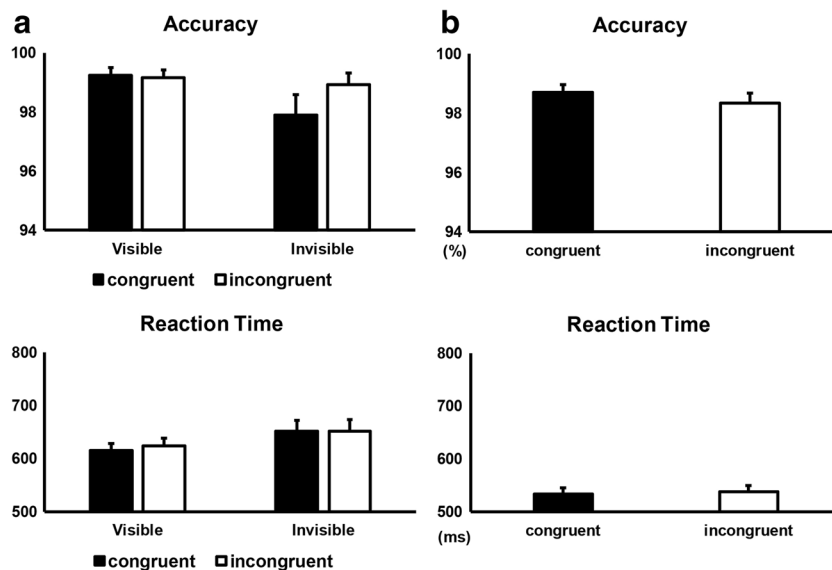 a
Accuracy
100
98
96
94
Visible
Invisible
congruent
incongruent
b
Accuracy
100
98
96
94
(%)
congruent
incongruent
Reaction Time
800
700
600
500
Visible
Invisible
congruent
incongruent
Reaction Time
800
700
600
500
(ms)
congruent
incongruent